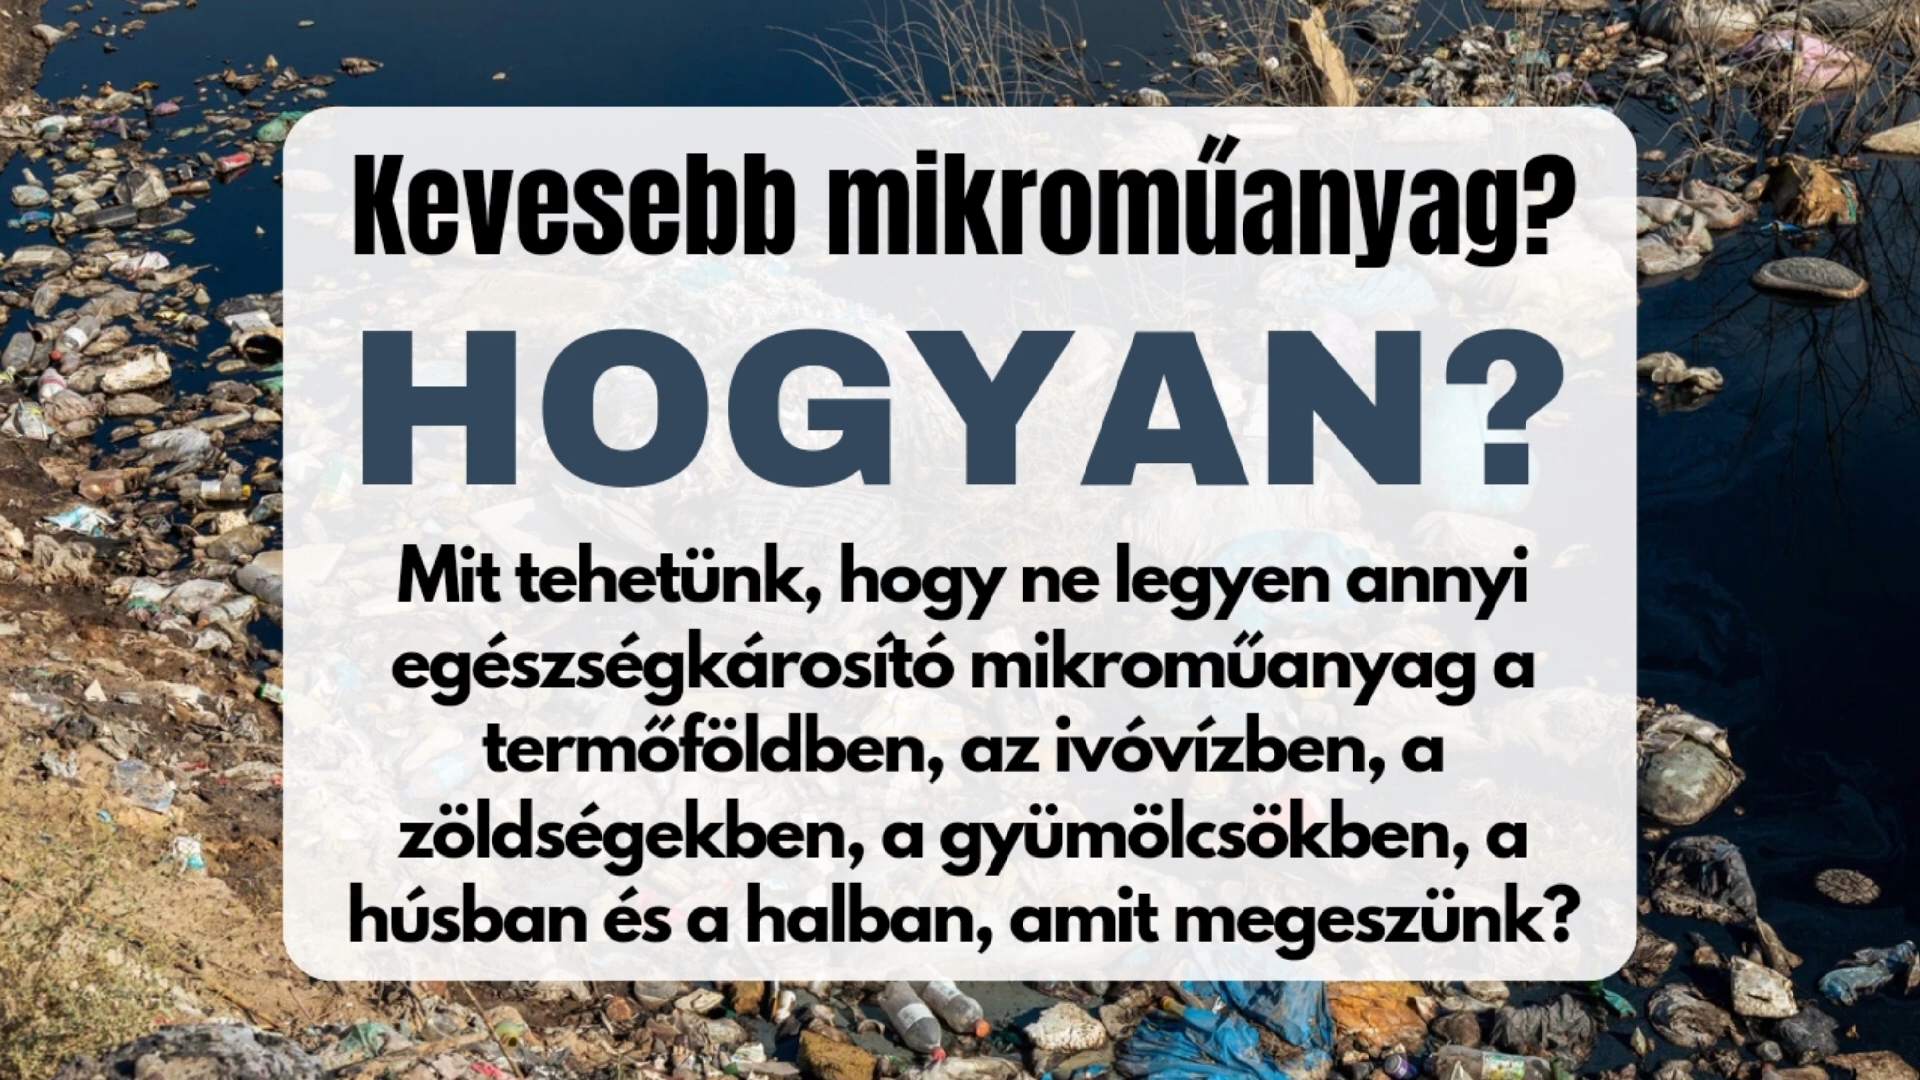 Kevesebb mikroműanyag?
HOGYAN?
Mit tehetünk, hogy ne legyen annyi
egészségkárosító mikroműanyag a
termőföldben, az ivóvízben, a
zöldségekben, a gyümölcsökben, a
húsban és a halban, amit megeszünk?